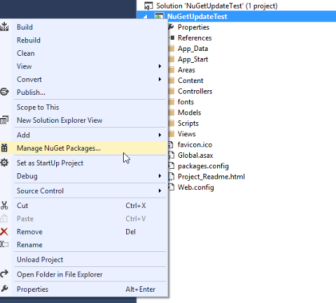 Solution 'NuGetUpdateTest' (1 project)
NuGetUpdateTest
Properties
References
App_Data
App_Start
Areas
Content
Controllers
fonts
Models
Scripts
Views
favicon.ico
Global.asax
packages.config
Project_Readme.html
Web.config
Build
Rebuild
Clean
View
Convert
Publish...
Scope to This
New Solution Explorer View
Add
Manage NuGet Packages...
Set as StartUp Project
Debug
Source Control
Cut Ctrl+X
Paste Ctrl+V
Remove Del
Rename
Unload Project
Open Folder in File Explorer
Properties Alt+Enter